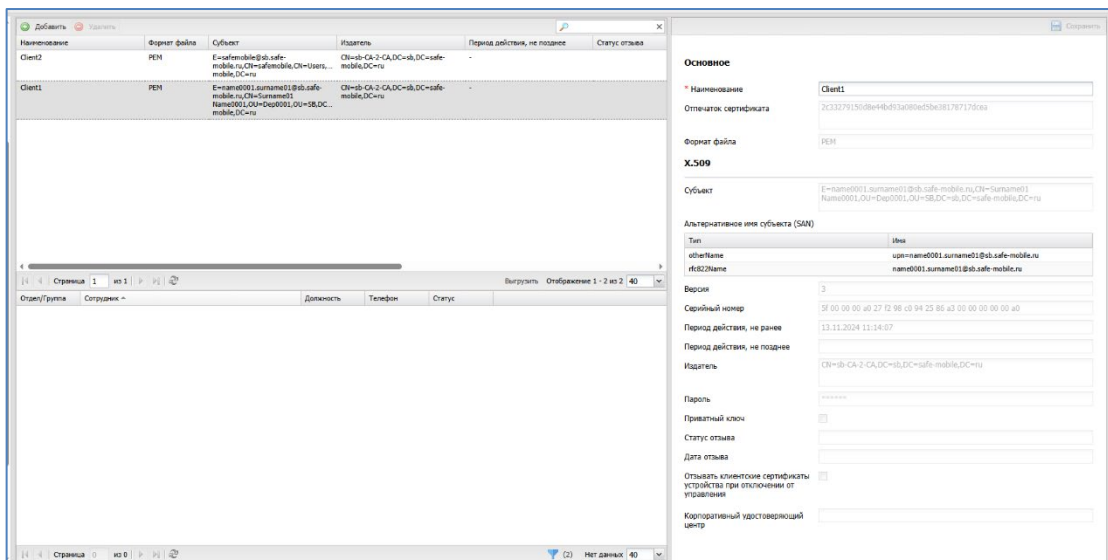 Добавить Удалить
Сохранить
Наименование Формат файла Субъект Издатель Период действия, не позднее Статус отзыва
Client2 PEM E=safemobile@sb.safe- CN=sb-CA-2-CA,DC=sb,DC=safe- -
mobile.ru,CN=safemobile,CN=Users,... mobile,DC=ru
mobile,DC=ru
Client1 PEM E=name0001.surname01@sb.safe- CN=sb-CA-2-CA,DC=sb,DC=safe- -
mobile.ru,CN=Surname01 mobile,DC=ru
Name0001,OU=Dep0001,OU=SB,DC...
mobile,DC=ru
Страница 1 из 1 Выгрузить Отображение 1 - 2 из 2 40
Отдел/Группа Сотрудник Должность Телефон Статус
Страница 0 из 0 (2) Нет данных 40
Основное
* Наименование Client1
Отпечаток сертификата
Формат файла PEM
X.509
Субъект E=name0001.surname01@sb.safe-mobile.ru,CN=Surname01
Name0001,OU=Dep0001,OU=SB,DC=sb,DC=safe-mobile,DC=ru
Альтернативное имя субъекта (SAN)
Тип Имя
otherName upn=name0001.surname01@sb.safe-mobile.ru
rfc822Name name0001.surname01@sb.safe-mobile.ru
Версия 3
Серийный номер 5f 00 00 00 a0 27 f2 98 c0 94 25 86 a3 00 00 00 00 00 a0
Период действия, не ранее 13.11.2024 11:14:07
Период действия, не позднее
Издатель CN=sb-CA-2-CA,DC=sb,DC=safe-mobile,DC=ru
Пароль ******
Приватный ключ
Статус отзыва
Дата отзыва
Отзывать клиентские сертификаты
устройства при отключении от
управления
Корпоративный удостоверяющий
центр